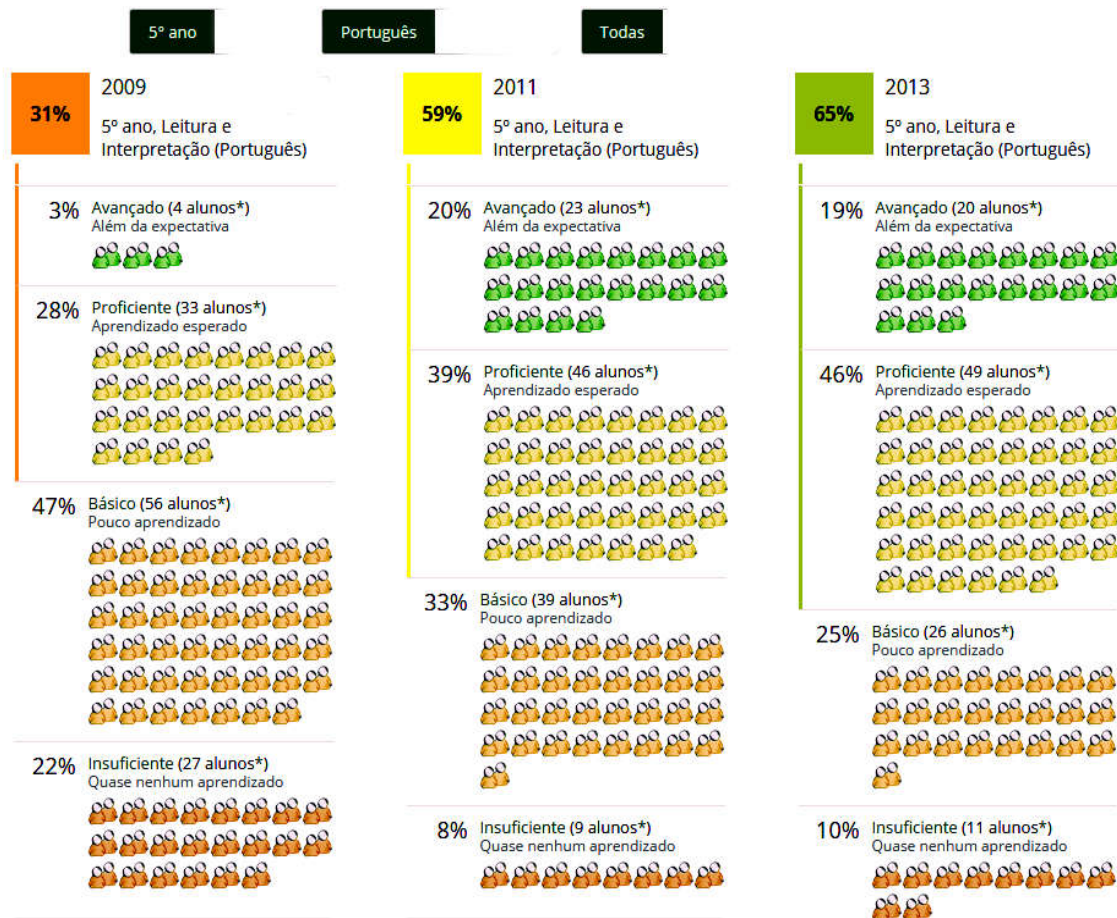 5º ano
Português
Todas
31%
2009
5º ano, Leitura e
Interpretação (Português)
3%
Avançado (4 alunos*)
Além da expectativa
28%
Proficiente (33 alunos*)
Aprendizado esperado
47%
Básico (56 alunos*)
Pouco aprendizado
22%
Insuficiente (27 alunos*)
Quase nenhum aprendizado
59%
2011
5º ano, Leitura e
Interpretação (Português)
20%
Avançado (23 alunos*)
Além da expectativa
39%
Proficiente (46 alunos*)
Aprendizado esperado
33%
Básico (39 alunos*)
Pouco aprendizado
8%
Insuficiente (9 alunos*)
Quase nenhum aprendizado
65%
2013
5º ano, Leitura e
Interpretação (Português)
19%
Avançado (20 alunos*)
Além da expectativa
46%
Proficiente (49 alunos*)
Aprendizado esperado
25%
Básico (26 alunos*)
Pouco aprendizado
10%
Insuficiente (11 alunos*)
Quase nenhum aprendizado